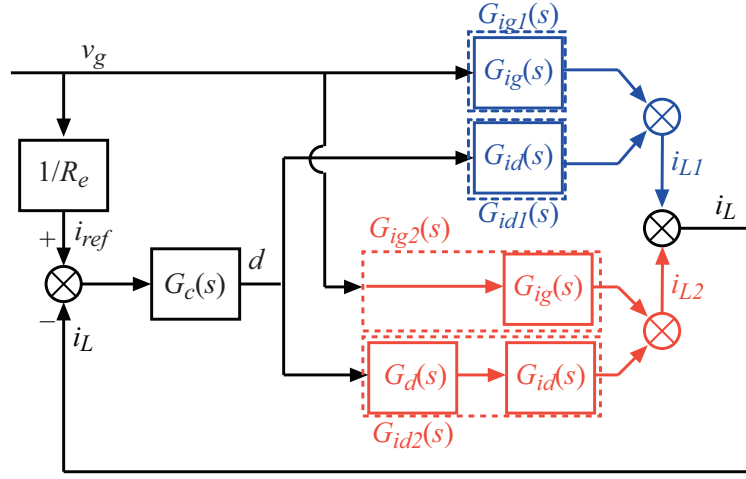 G_{ig1}(s)
v_g
G_{ig}(s)
1/R_e
G_{id}(s)
i_{L1}
G_{id1}(s)
i_L
+
i_{ref}
G_{ig2}(s)
d
G_c(s)
G_{ig}(s)
i_{L2}
−
i_L
G_d(s)
G_{id}(s)
G_{id2}(s)